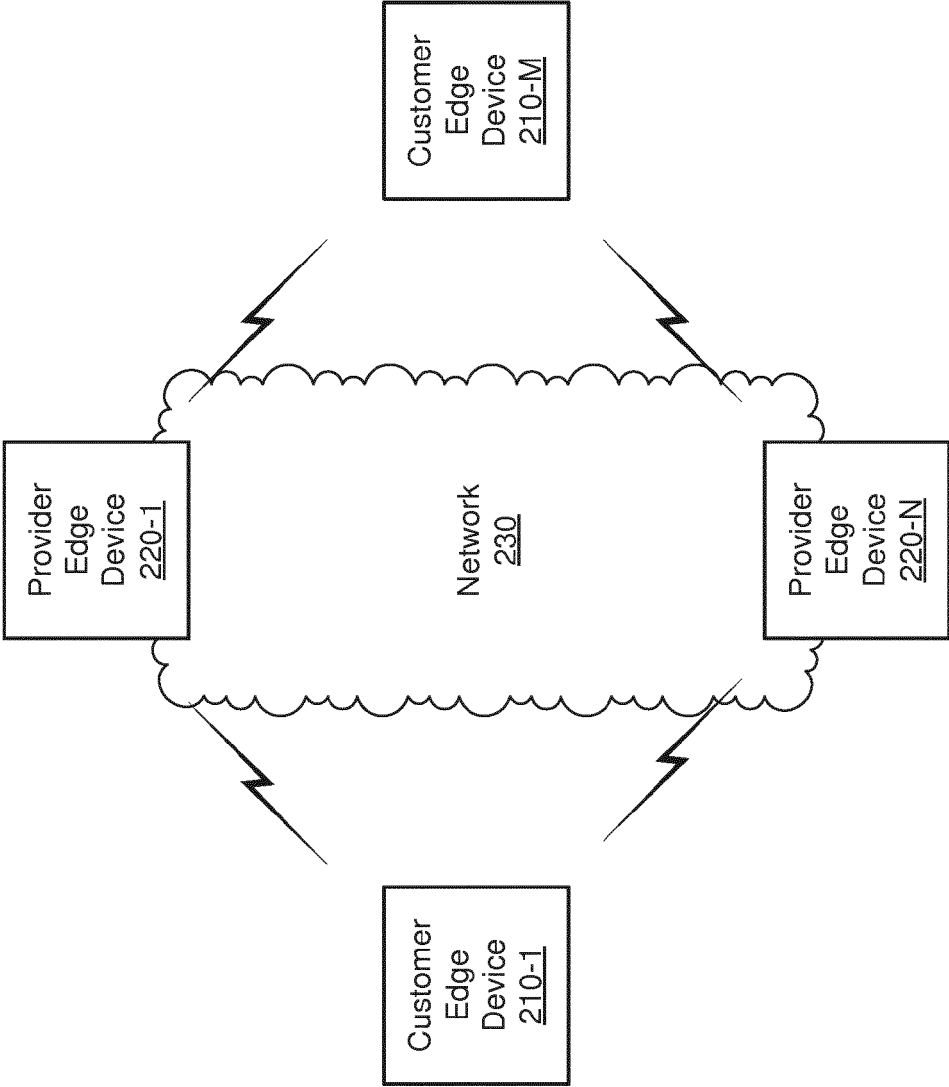 Customer
Edge
Device
210-1
Provider
Edge
Device
220-1
Network
230
Provider
Edge
Device
220-N
Customer
Edge
Device
210-M